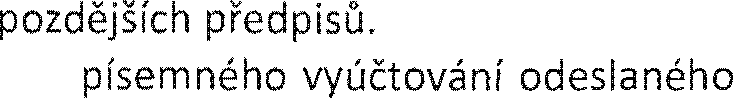 pozdějších předpisů.
písemného vyúčtování odeslaného